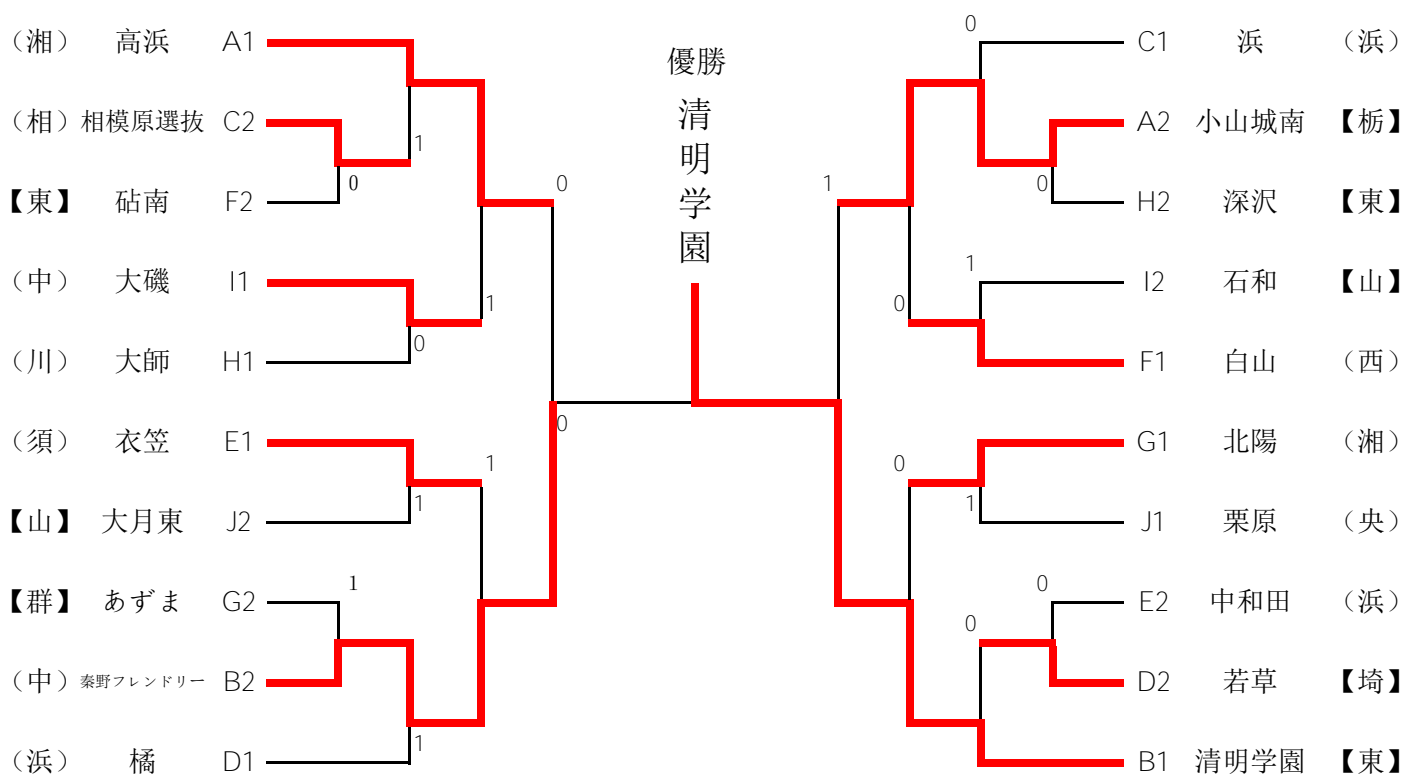 優勝
清明学園
（湘） 高浜 A1
（相） 相模原選抜 C2
【東】 砧南 F2
（中） 大磯 I1
（川） 大師 H1
（須） 衣笠 E1
【山】 大月東 J2
【群】 あずま G2
（中） 秦野フレンドリー B2
（浜） 橘 D1
1
0
0
1
1
0
0
1
1
1
1
0
C1 浜 （浜）
A2 小山城南 【栃】
H2 深沢 【東】
I2 石和 【山】
F1 白山 （西）
G1 北陽 （湘）
J1 栗原 （央）
E2 中和田 （浜）
D2 若草 【埼】
B1 清明学園 【東】
0
0
1
1
0
0
1
0
0